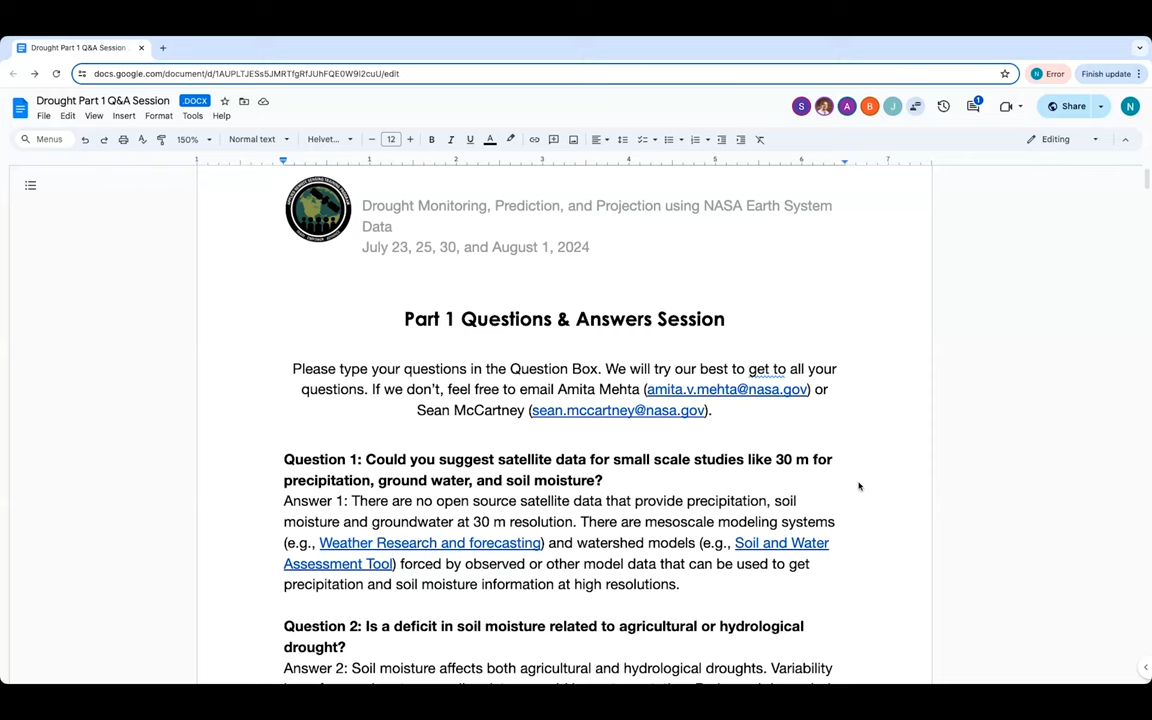 Drought Part 1 Q&A Session
docs.google.com/document/d/1AUPLTJESs5JMRTfgRfJUhFQE0W9I2cuU/edit
Error
Finish update
Drought Part 1 Q&A Session .DOCX
File Edit View Insert Format Tools Help
S A B J 1 Share N
Menus 150% Normal text Helvet... 12 B I U A Editing
1 1 2 3 4 5 6 7
Drought Monitoring, Prediction, and Projection using NASA Earth System
Data
July 23, 25, 30, and August 1, 2024
Part 1 Questions & Answers Session
Please type your questions in the Question Box. We will try our best to get to all your
questions. If we don’t, feel free to email Amita Mehta (amita.v.mehta@nasa.gov) or
Sean McCartney (sean.mccartney@nasa.gov).
Question 1: Could you suggest satellite data for small scale studies like 30 m for
precipitation, ground water, and soil moisture?
Answer 1: There are no open source satellite data that provide precipitation, soil
moisture and groundwater at 30 m resolution. There are mesoscale modeling systems
(e.g., Weather Research and forecasting) and watershed models (e.g., Soil and Water
Assessment Tool) forced by observed or other model data that can be used to get
precipitation and soil moisture information at high resolutions.
Question 2: Is a deficit in soil moisture related to agricultural or hydrological
drought?
Answer 2: Soil moisture affects both agricultural and hydrological droughts. Variability